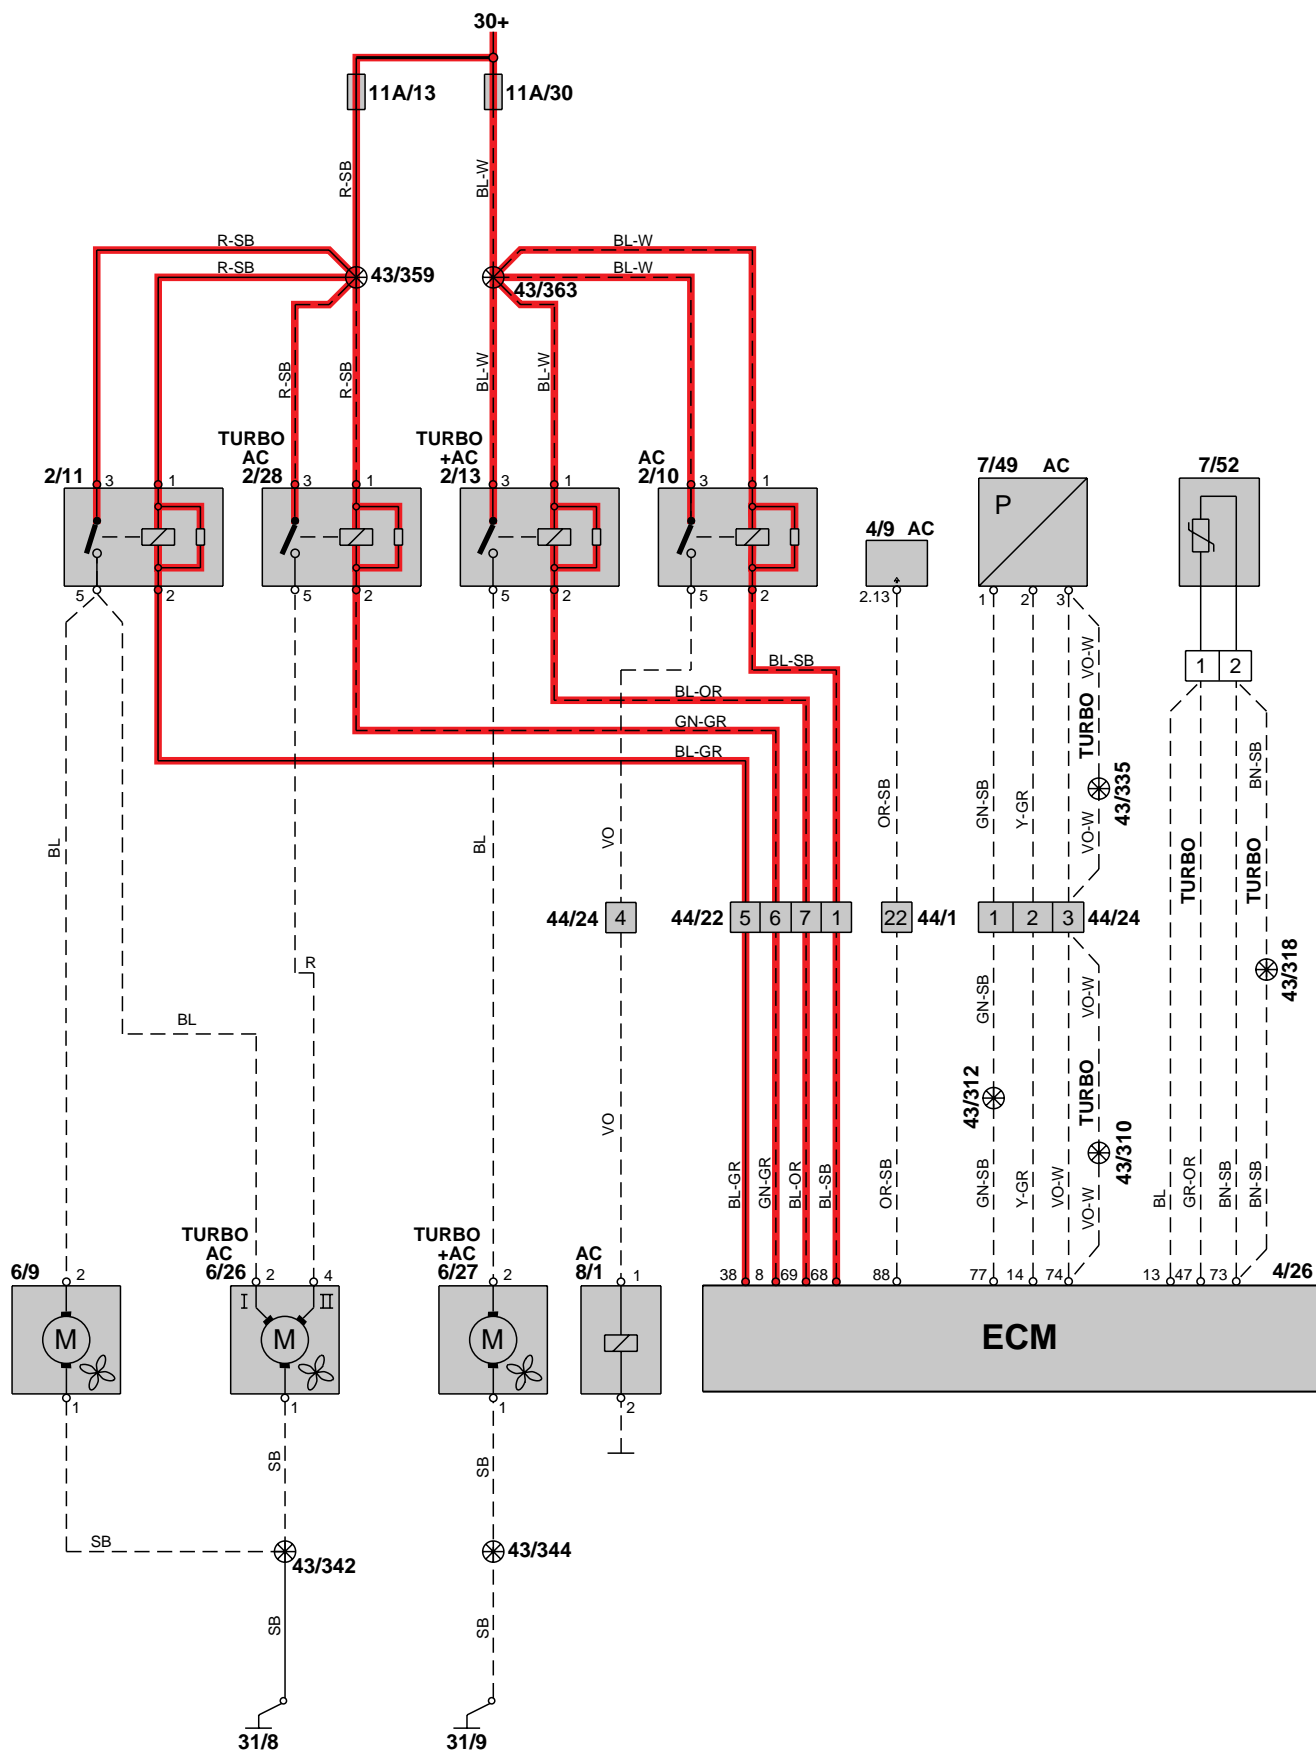 30+
11A/13 11A/30
R-SB BL-W
R-SB BL-W
R-SB BL-W
43/359 43/363
R-SB R-SB BL-W BL-W
TURBO TURBO
AC +AC AC 7/49 AC 7/52
2/11 2/28 2/13 2/10
3 1 3 1 3 1 3 1
P
4/9 AC
5 2 5 2 5 2 5 2
2.13 1 2 3
VO-W
1 2
BL-SB
BL-OR
GN-GR
BL-GR
TURBO
BN-SB
OR-SB GN-SB Y-GR 43/335
BL BL VO VO-W
TURBO TURBO
44/24 4 44/22 5 6 7 1 22 44/1 1 2 3 44/24
R
43/318
GN-SB VO-W
BL
43/312 TURBO
VO
43/310
BL-GR GN-GR BL-OR BL-SB OR-SB GN-SB Y-GR VO-W VO-W BL GR-OR BN-SB BN-SB
TURBO TURBO
AC +AC AC
6/9 6/26 6/27 8/1
2 2 4 2 1 38 8 69 68 88 77 14 74 13 47 73 4/26
I II
M M M ECM
1 1 1 2
SB SB
SB
43/342 43/344
SB SB
31/8 31/9